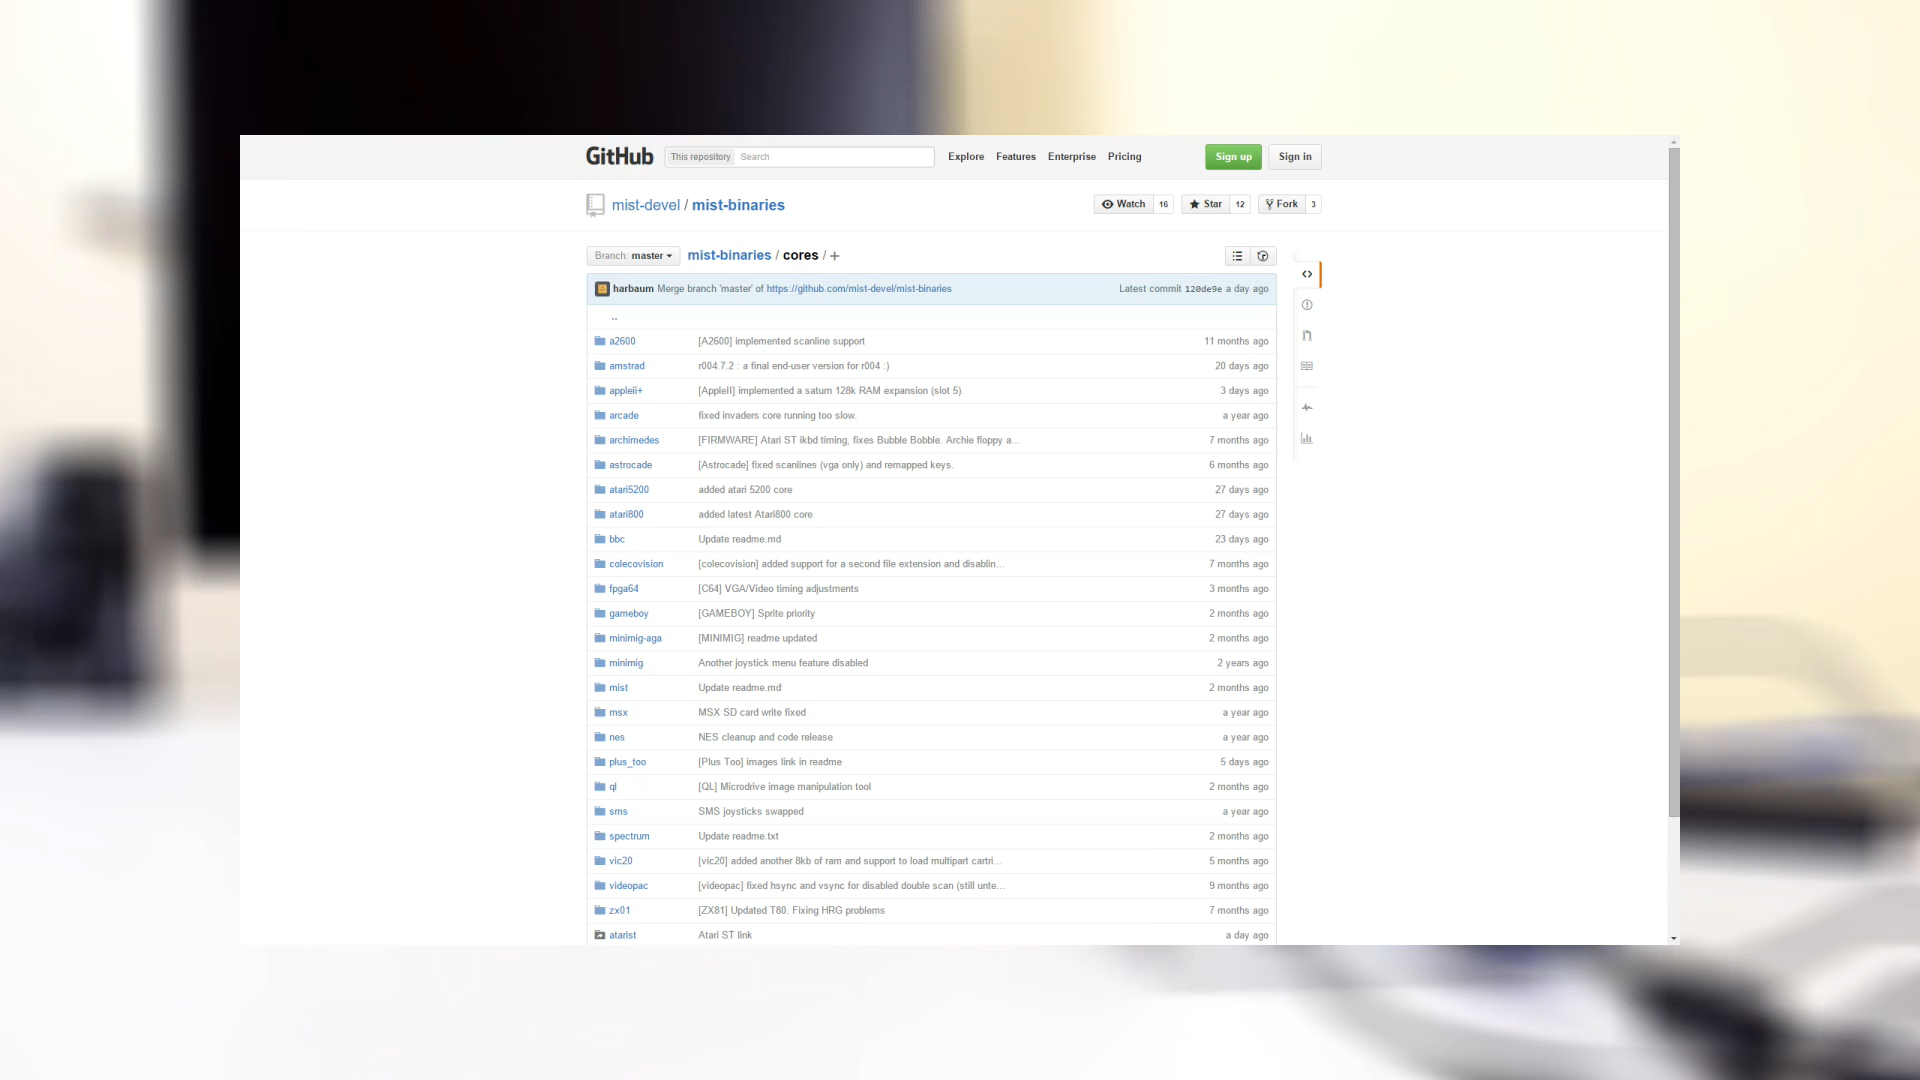 GitHub This repository Search Explore Features Enterprise Pricing Sign up Sign in
mist-devel / mist-binaries Watch 16 Star 12 Fork 3
Branch: master mist-binaries / cores / +
harbaum Merge branch 'master' of https://github.com/mist-devel/mist-binaries Latest commit 120de9e a day ago
..
a2600 [A2600] implemented scanline support 11 months ago
amstrad r004.7.2 : a final end-user version for r004 :) 20 days ago
appleii+ [AppleII] implemented a saturn 128k RAM expansion (slot 5). 3 days ago
arcade fixed invaders core running too slow. a year ago
archimedes [FIRMWARE] Atari ST ikbd timing, fixes Bubble Bobble. Archie floppy a... 7 months ago
astrocade [Astrocade] fixed scanlines (vga only) and remapped keys. 6 months ago
atari5200 added atari 5200 core 27 days ago
atari800 added latest Atari800 core 27 days ago
bbc Update readme.md 23 days ago
colecovision [colecovision] added support for a second file extension and disablin... 7 months ago
fpga64 [C64] VGA/Video timing adjustments 3 months ago
gameboy [GAMEBOY] Sprite priority 2 months ago
minimig-aga [MINIMIG] readme updated 2 months ago
minimig Another joystick menu feature disabled 2 years ago
mist Update readme.md 2 months ago
msx MSX SD card write fixed a year ago
nes NES cleanup and code release a year ago
plus_too [Plus Too] images link in readme 5 days ago
ql [QL] Microdrive image manipulation tool 2 months ago
sms SMS joysticks swapped a year ago
spectrum Update readme.txt 2 months ago
vic20 [vic20] added another 8kb of ram and support to load multipart cartri... 5 months ago
videopac [videopac] fixed hsync and vsync for disabled double scan (still unte... 9 months ago
zx01 [ZX81] Updated T80. Fixing HRG problems 7 months ago
atarist Atari ST link a day ago